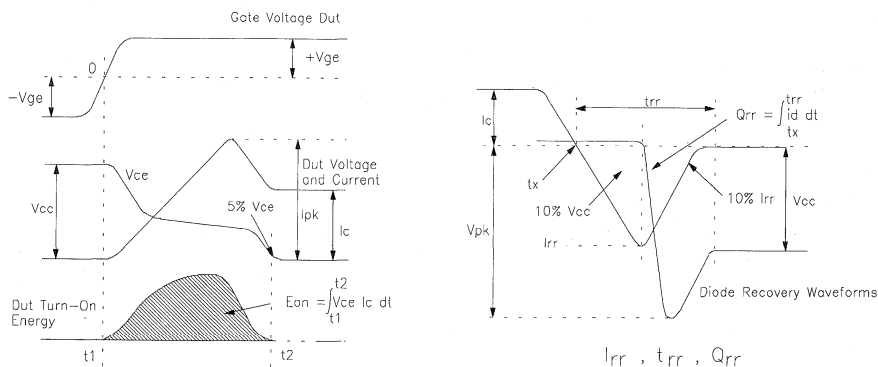 Gate Voltage Dut
0
+Vge
-Vge
Vce
Dut Voltage
and Current
Vcc
5% Vce
Ipk
Ic
Dut Turn-On
Energy
Eon = ∫ Vce Ic dt
t2
t1
t1
t2
trr
Ic
Qrr = ∫ id dt
trr
tx
tx
10% Vcc
10% Irr
Vcc
Vpk
Irr
Diode Recovery Waveforms
Irr , trr , Qrr